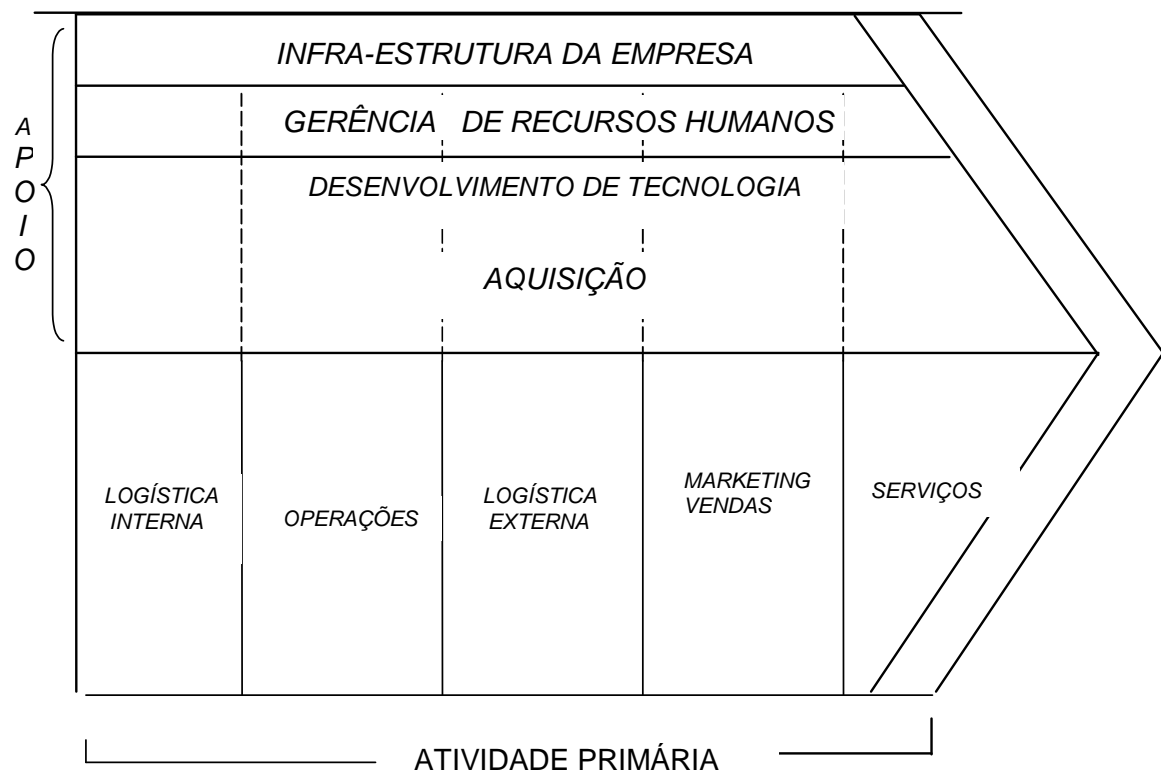 INFRA-ESTRUTURA DA EMPRESA
GERÊNCIA DE RECURSOS HUMANOS
DESENVOLVIMENTO DE TECNOLOGIA
AQUISIÇÃO
A
P
O
I
O
LOGÍSTICA
INTERNA
OPERAÇÕES
LOGÍSTICA
EXTERNA
MARKETING
VENDAS
SERVIÇOS
ATIVIDADE PRIMÁRIA